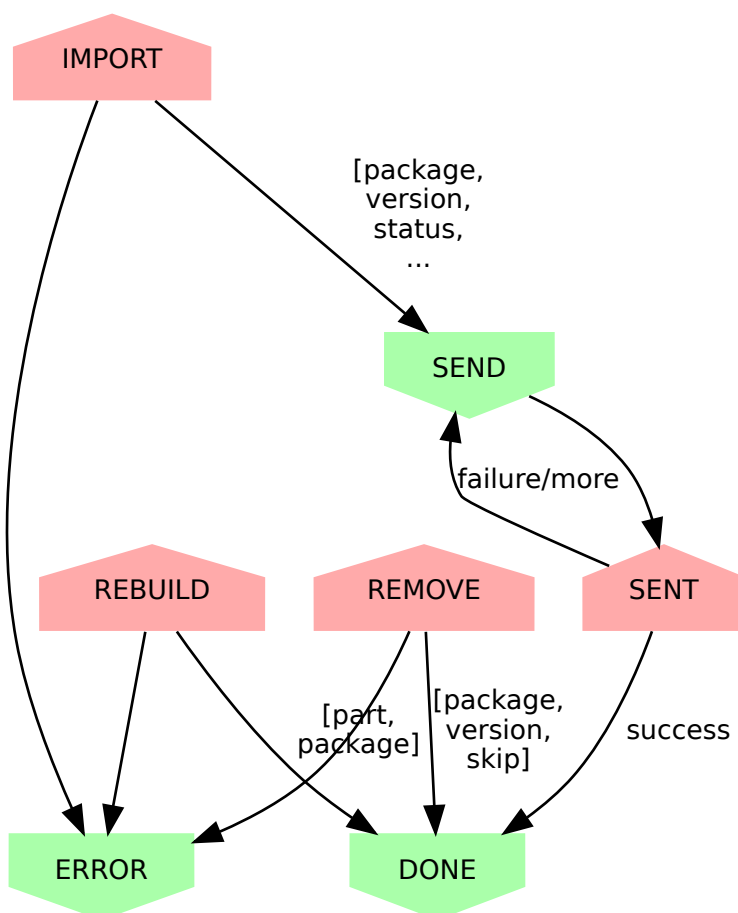 IMPORT
[package,
version,
status,
...
SEND
failure/more
REBUILD
REMOVE
SENT
[part,
package]
[package,
version,
skip]
success
ERROR
DONE